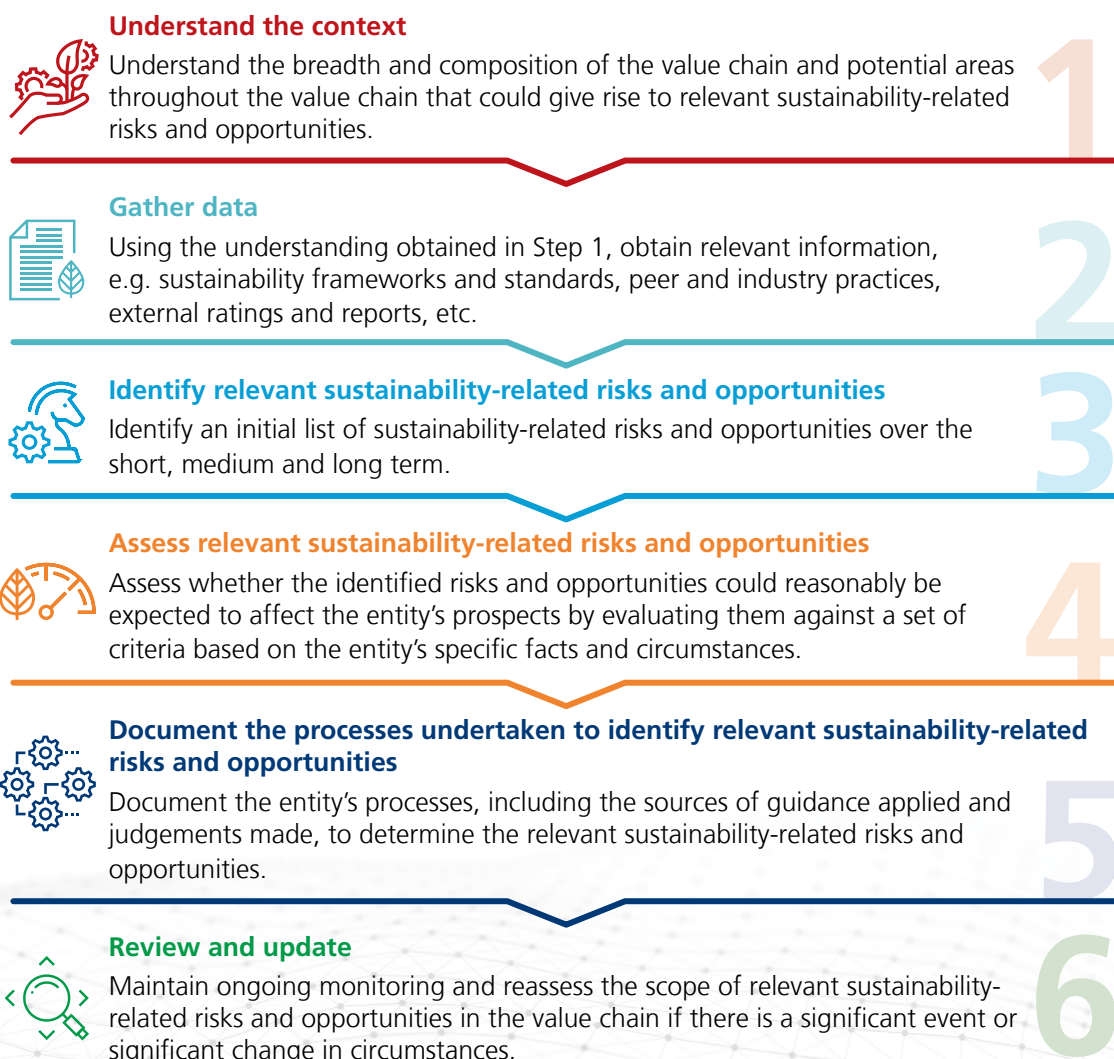 Understand the context
1
Understand the breadth and composition of the value chain and potential areas
throughout the value chain that could give rise to relevant sustainability-related
risks and opportunities.
Gather data
2
Using the understanding obtained in Step 1, obtain relevant information,
e.g. sustainability frameworks and standards, peer and industry practices,
external ratings and reports, etc.
Identify relevant sustainability-related risks and opportunities
3
Identify an initial list of sustainability-related risks and opportunities over the
short, medium and long term.
Assess relevant sustainability-related risks and opportunities
4
Assess whether the identified risks and opportunities could reasonably be
expected to affect the entity's prospects by evaluating them against a set of
criteria based on the entity's specific facts and circumstances.
Document the processes undertaken to identify relevant sustainability-related
risks and opportunities
5
Document the entity's processes, including the sources of guidance applied and
judgements made, to determine the relevant sustainability-related risks and
opportunities.
Review and update
6
Maintain ongoing monitoring and reassess the scope of relevant sustainability-
related risks and opportunities in the value chain if there is a significant event or
significant change in circumstances.